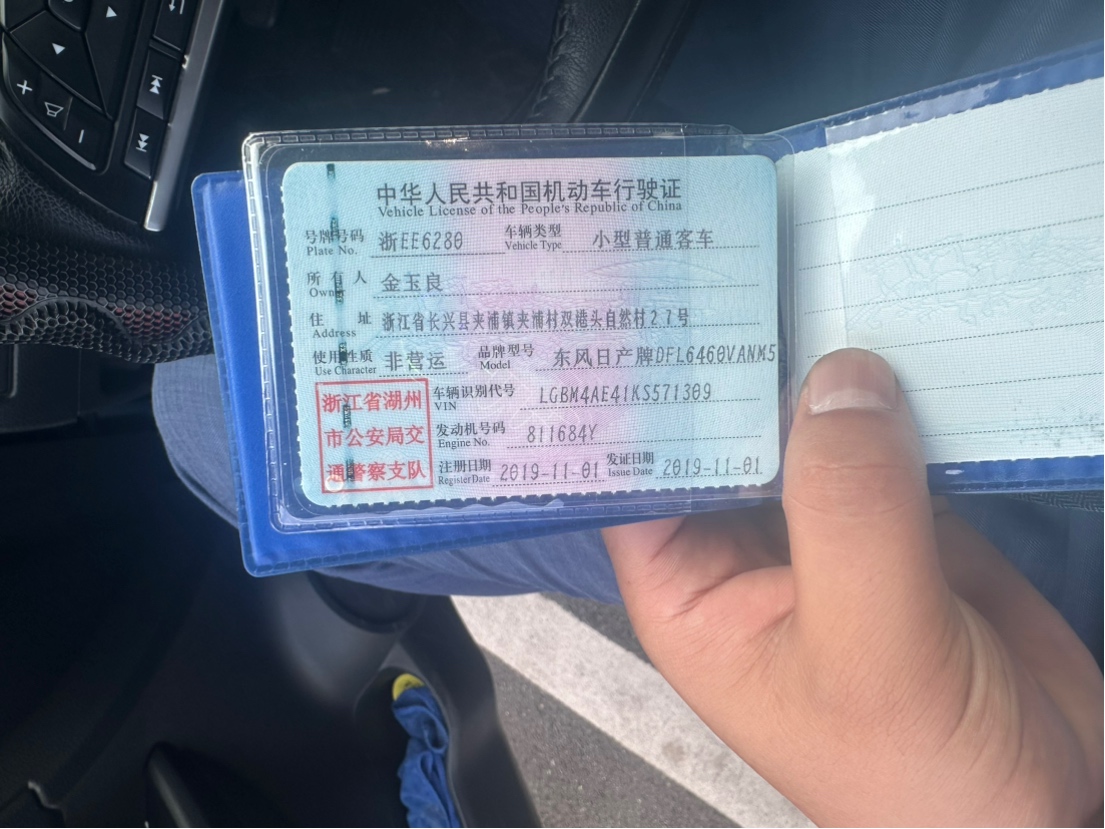 中华人民共和国机动车行驶证
Vehicle License of the People's Republic of China
号牌号码 浙EE6280 车辆类型 小型普通客车
Plate No. Vehicle Type
所有人 金玉良
Owner
住址 浙江省长兴县夹浦镇夹浦村双港头自然村27号
Address
使用性质 非营运 品牌型号 东风日产牌DFL6460VANM5
Use Character Model
浙江省湖州
市公安局交
通警察支队
车辆识别代号 LGBM4AE41KS571309
VIN
发动机号码 811684Y
Engine No.
注册日期 2019-11-01 发证日期 2019-11-01
Register Date Issue Date